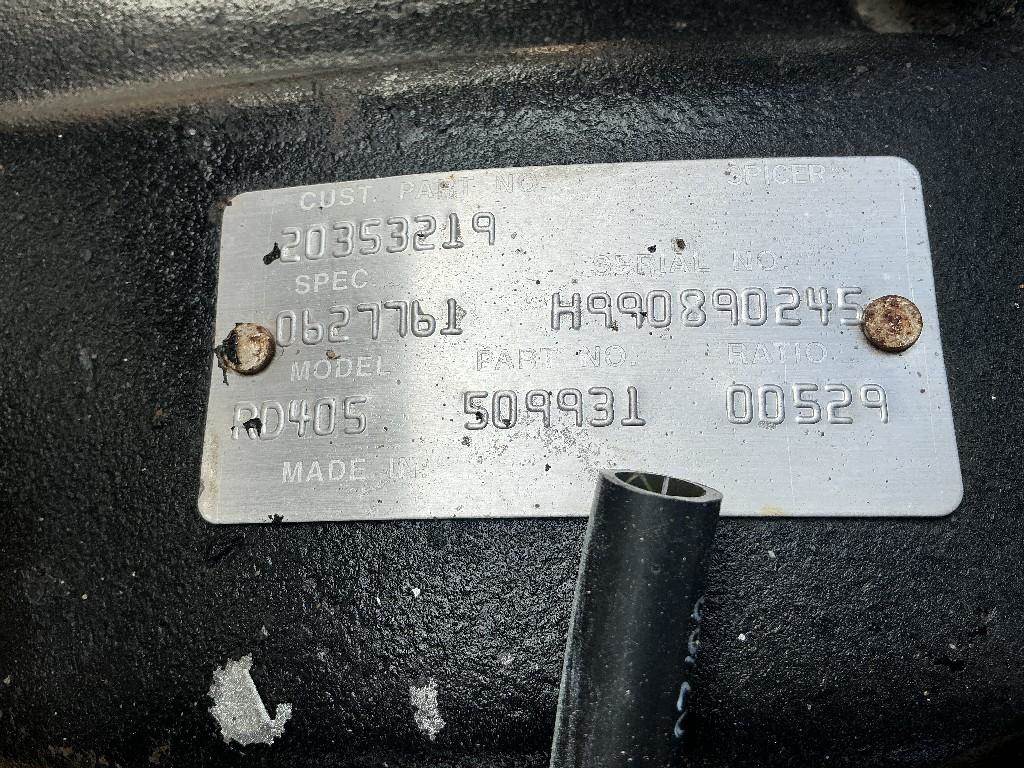 CUST. PART NO. SPICER
20353219
SPEC SERIAL NO.
0627761 H990890245
MODEL PART NO. RATIO
RD405 509931 00529
MADE IN